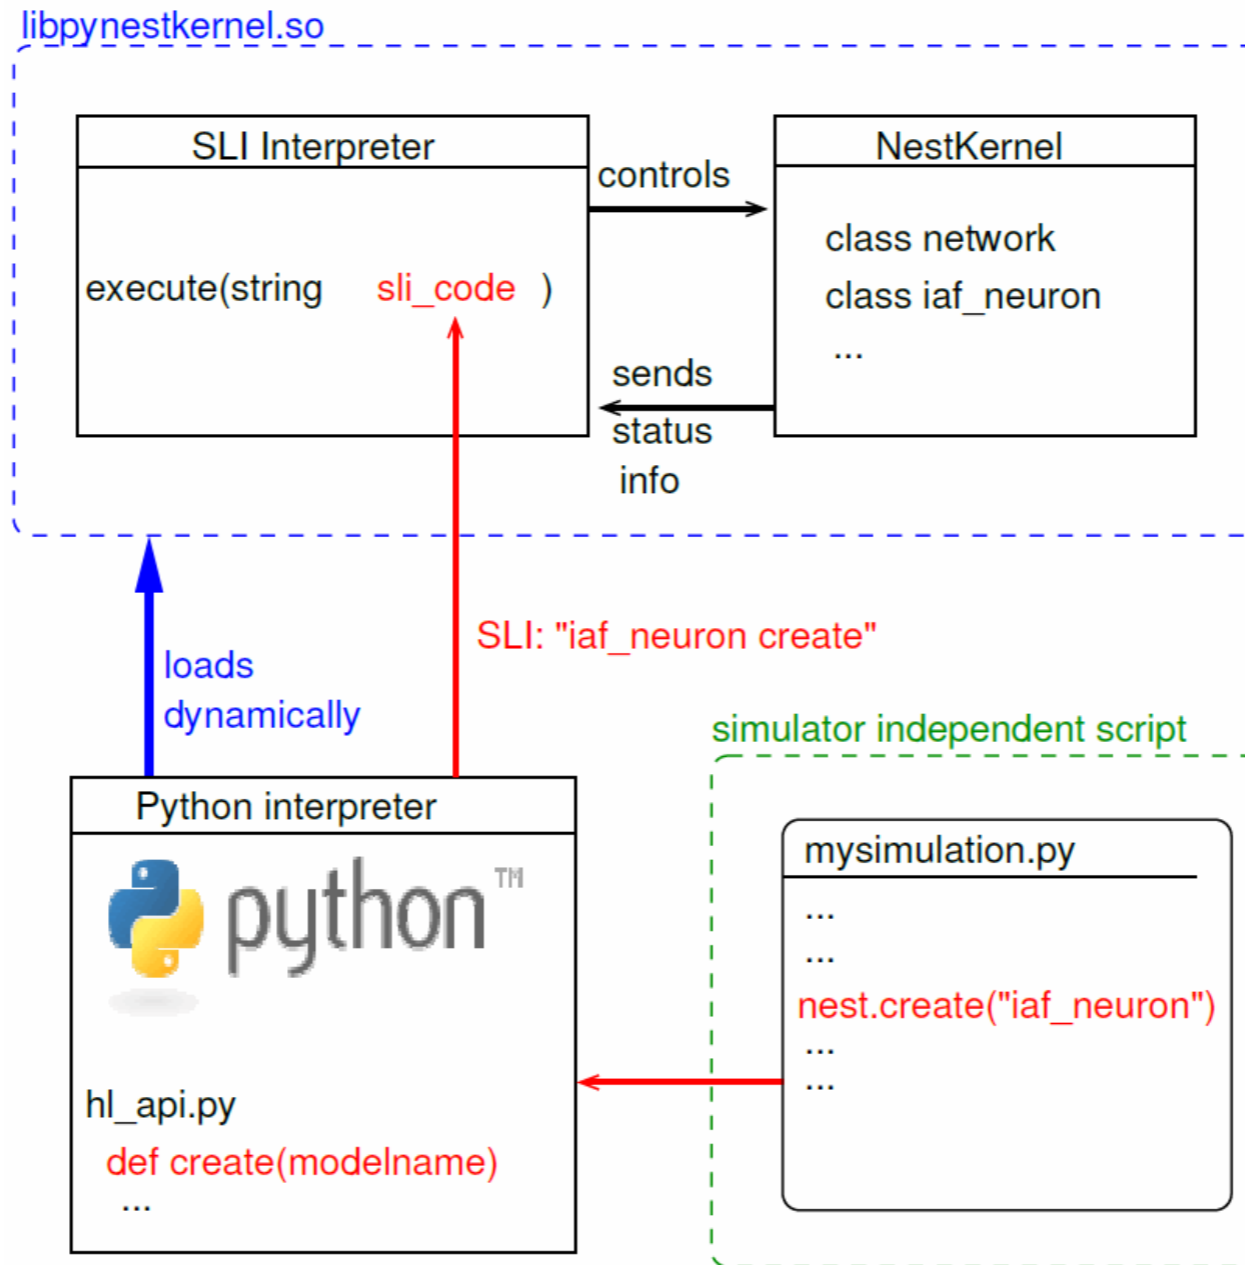 libpynestkernel.so
SLI Interpreter
execute(string sli_code )
controls
NestKernel
class network
class iaf_neuron
...
sends
status
info
loads
dynamically
SLI: "iaf_neuron create"
simulator independent script
Python interpreter
python™
hl_api.py
def create(modelname)
...
mysimulation.py
...
...
nest.create("iaf_neuron")
...
...